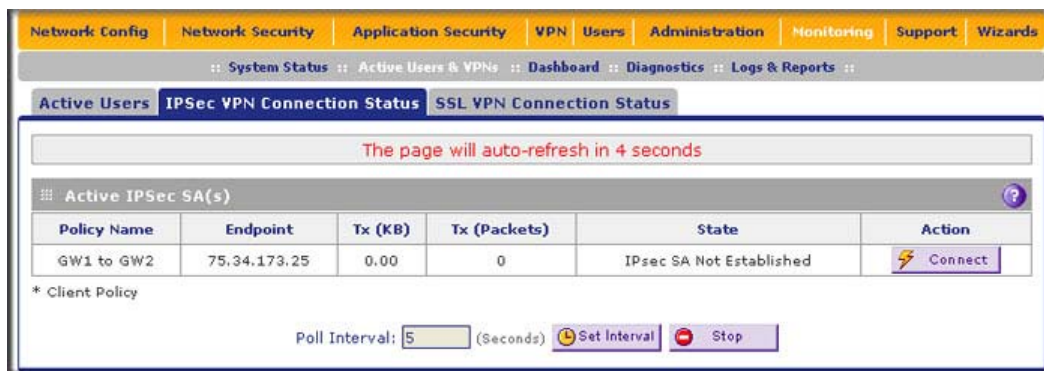 Network Config Network Security Application Security VPN Users Administration Monitoring Support Wizards
:: System Status :: Active Users & VPNs :: Dashboard :: Diagnostics :: Logs & Reports ::
Active Users IPSec VPN Connection Status SSL VPN Connection Status
The page will auto-refresh in 4 seconds
Active IPSec SA(s) ?
Policy Name Endpoint Tx (KB) Tx (Packets) State Action
GW1 to GW2 75.34.173.25 0.00 0 IPsec SA Not Established Connect
* Client Policy
Poll Interval: 5 (Seconds) Set Interval Stop